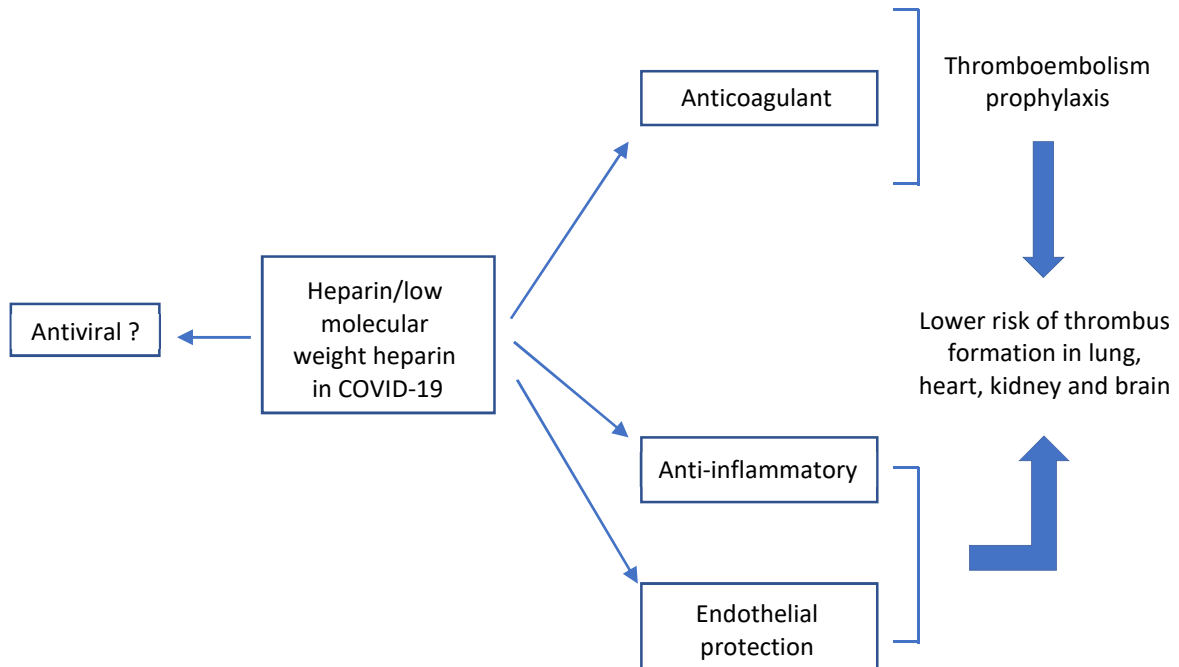 Anticoagulant
Thromboembolism
prophylaxis
Antiviral ?
Heparin/low
molecular
weight heparin
in COVID-19
Lower risk of thrombus
formation in lung,
heart, kidney and brain
Anti-inflammatory
Endothelial
protection